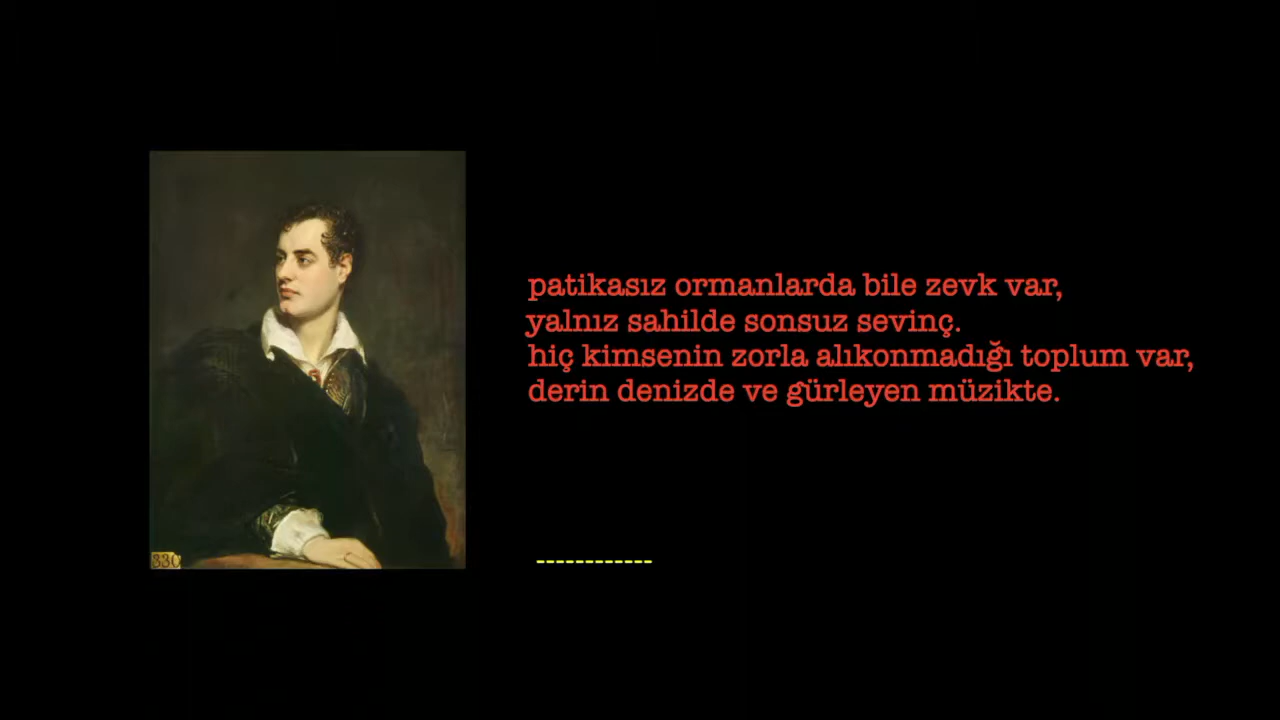 patikasız ormanlarda bile zevk var,
yalnız sahilde sonsuz sevinç.
hiç kimsenin zorla alıkonmadığı toplum var,
derin denizde ve gürleyen müzikte.
------------
330